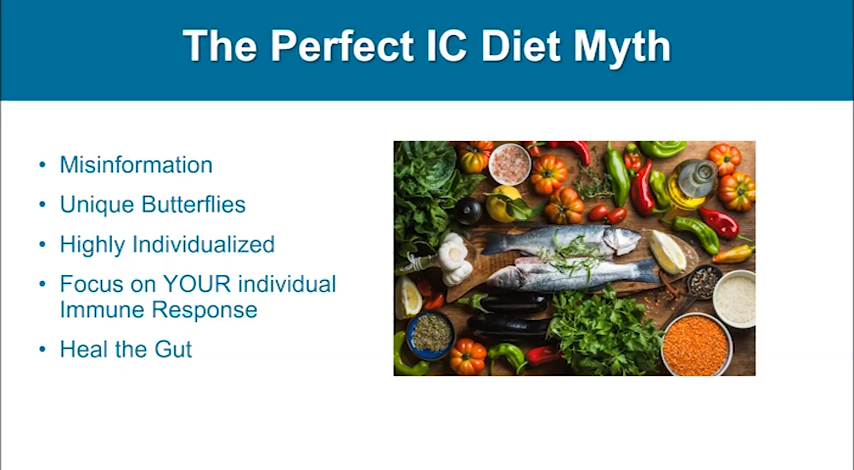 The Perfect IC Diet Myth
• Misinformation
• Unique Butterflies
• Highly Individualized
• Focus on YOUR individual
Immune Response
• Heal the Gut